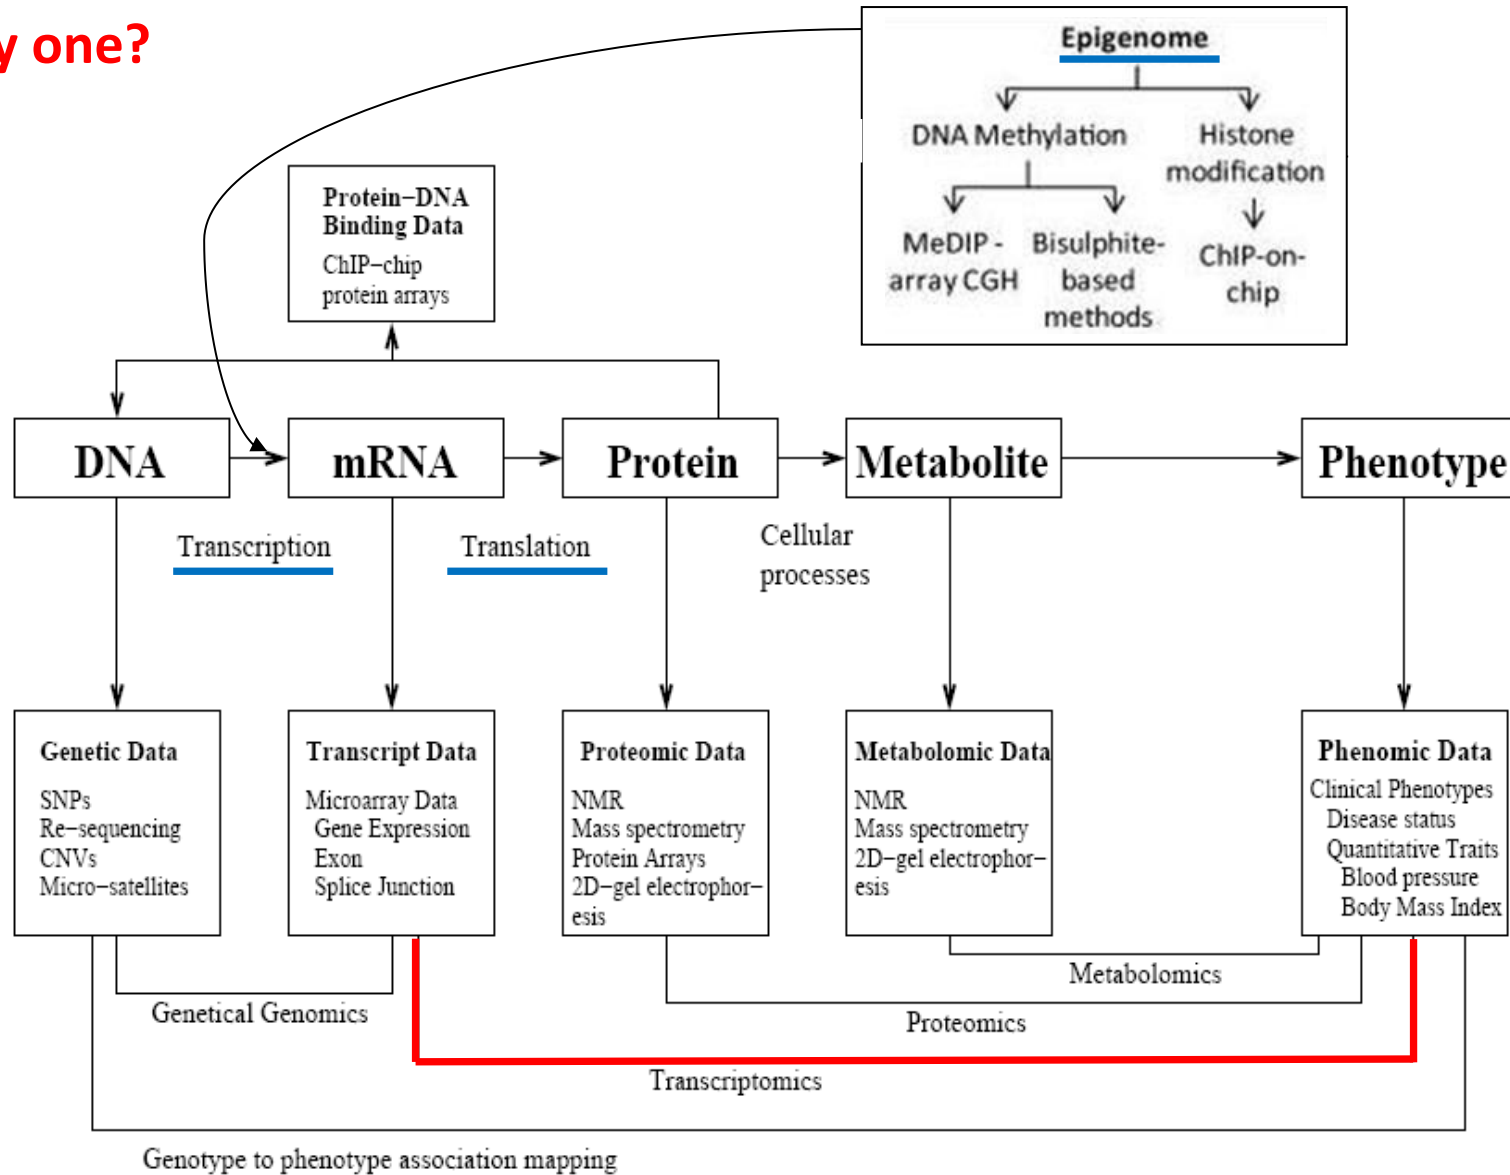 y one?
Epigenome
DNA Methylation
Histone
modification
MeDIP -
array CGH
Bisulphite-
based
methods
ChIP-on-
chip
Protein−DNA
Binding Data
ChIP−chip
protein arrays
DNA
mRNA
Protein
Metabolite
Phenotype
Transcription
Translation
Cellular
processes
Genetic Data
SNPs
Re−sequencing
CNVs
Micro−satellites
Transcript Data
Microarray Data
Gene Expression
Exon
Splice Junction
Proteomic Data
NMR
Mass spectrometry
Protein Arrays
2D−gel electrophor−
esis
Metabolomic Data
NMR
Mass spectrometry
2D−gel electrophor−
esis
Phenomic Data
Clinical Phenotypes
Disease status
Quantitative Traits
Blood pressure
Body Mass Index
Metabolomics
Genetical Genomics
Proteomics
Transcriptomics
Genotype to phenotype association mapping